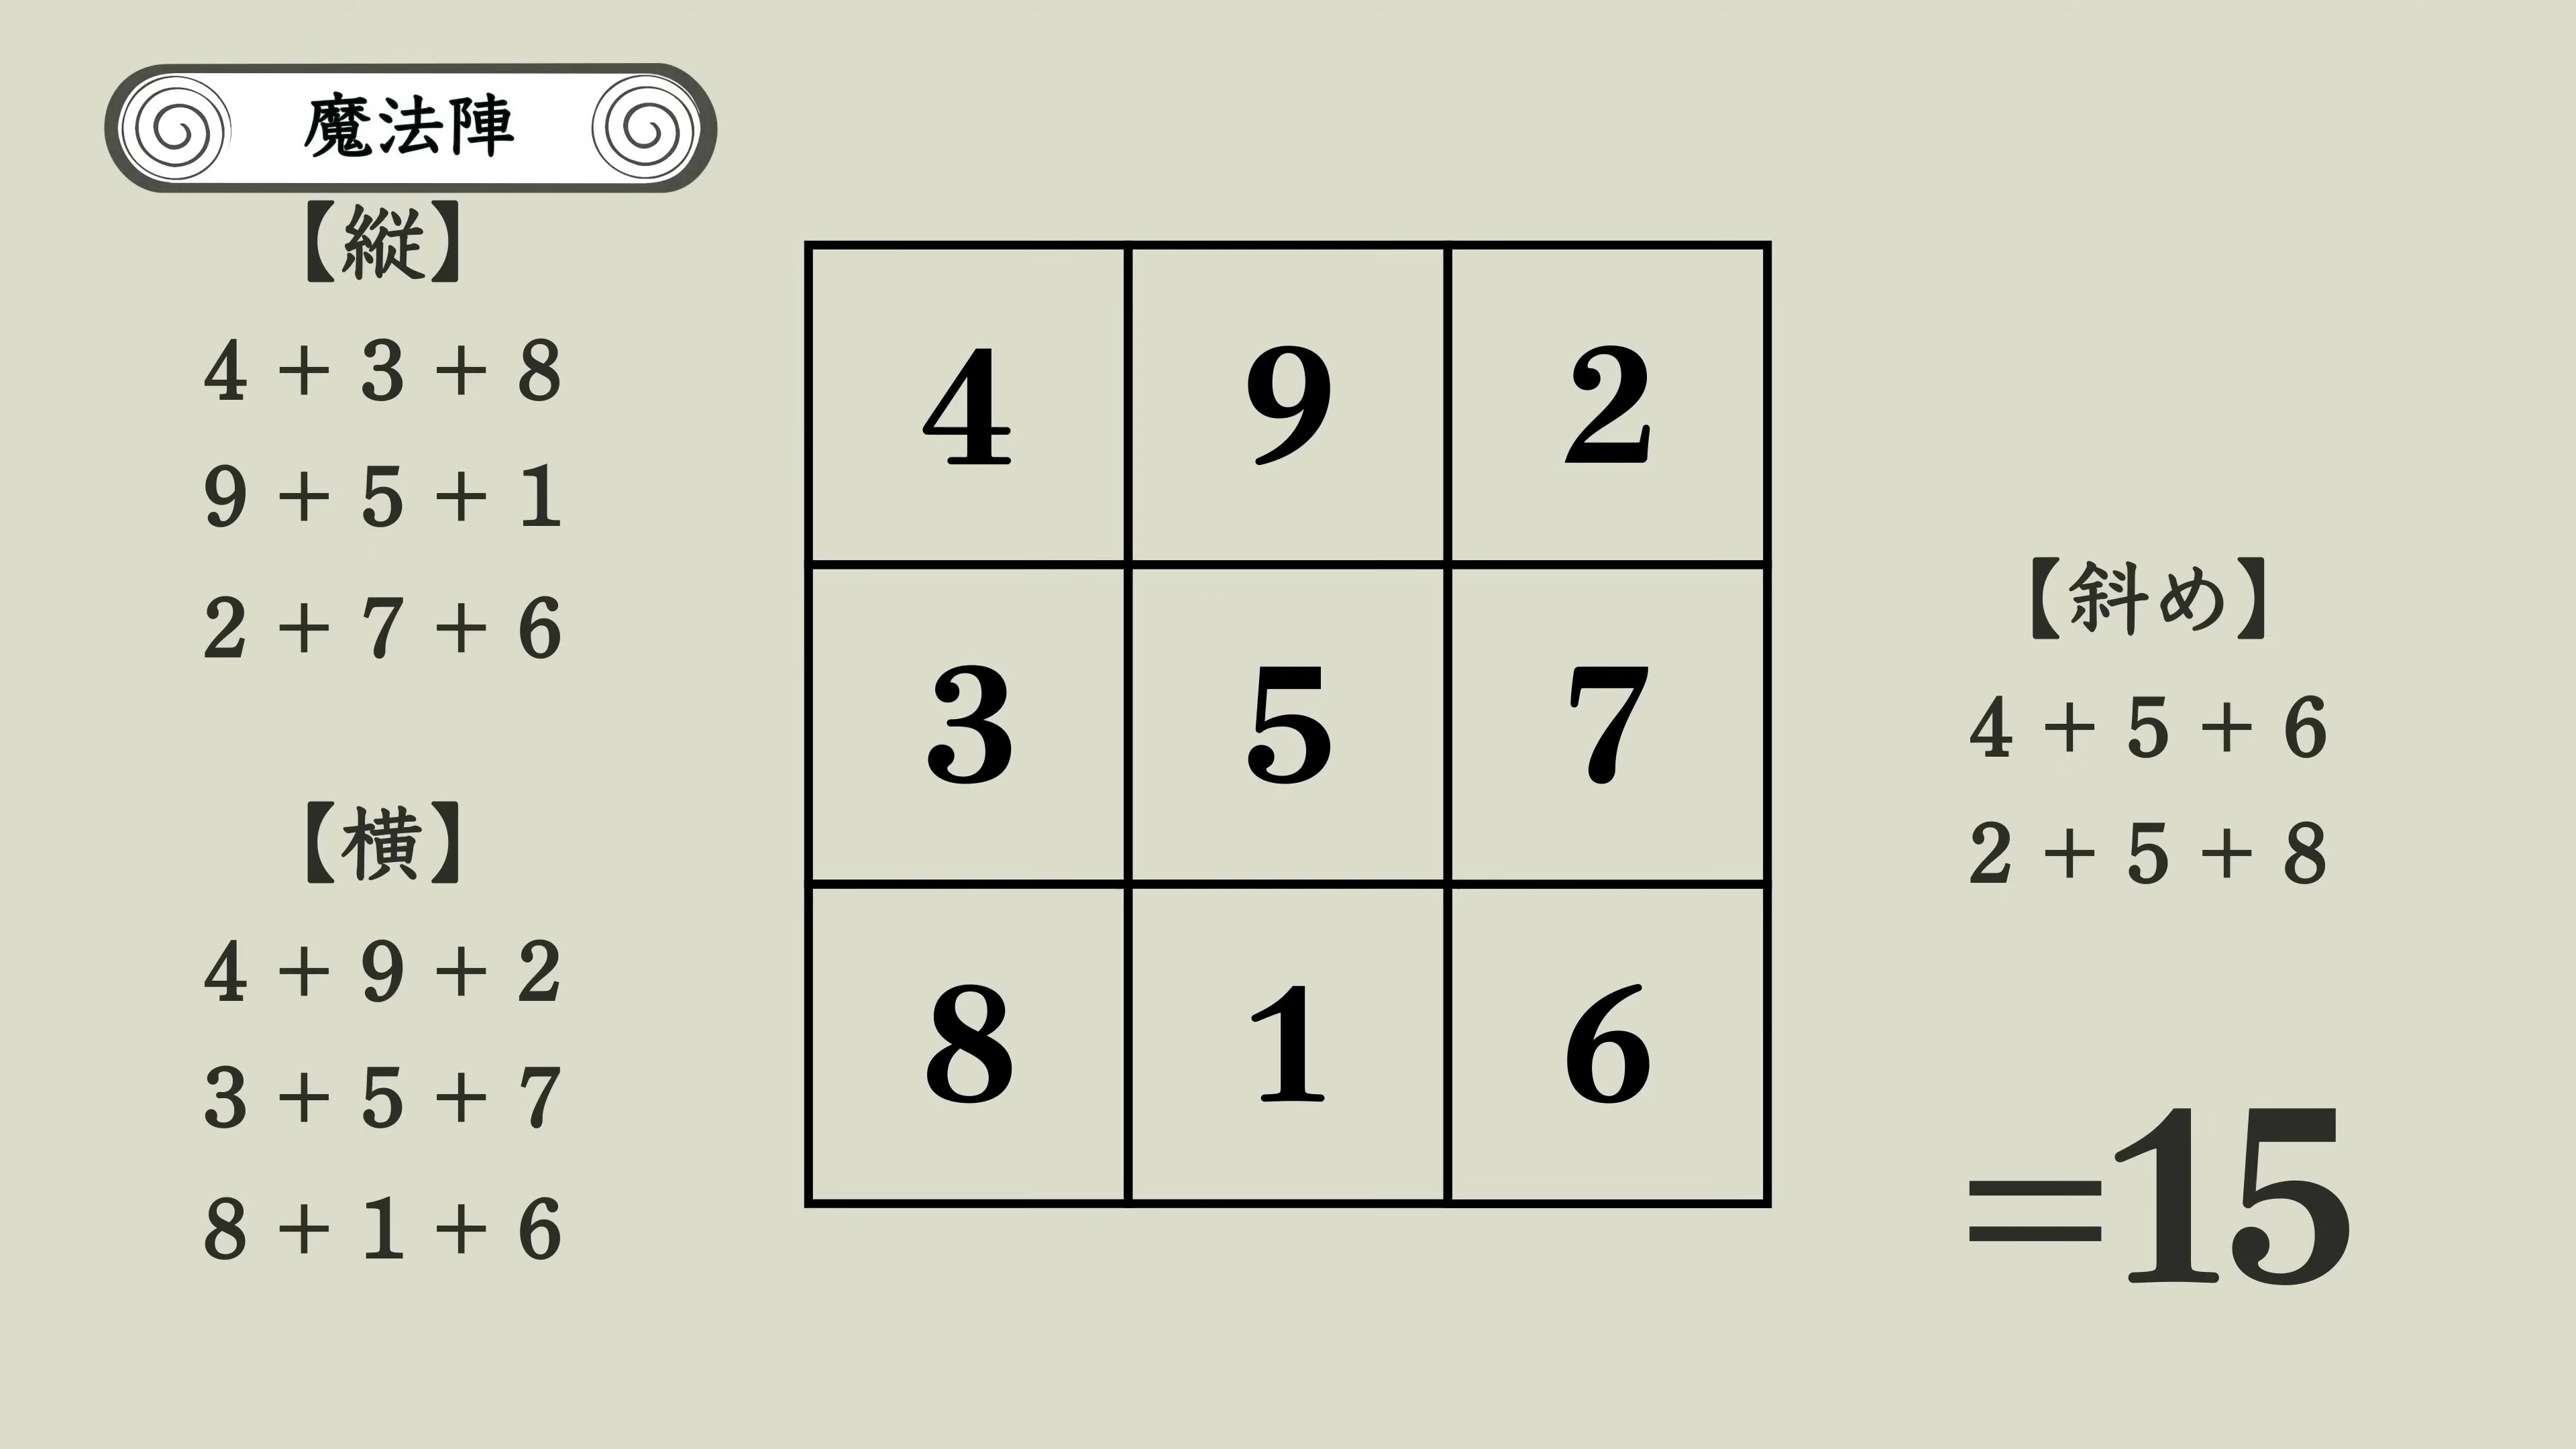 魔法陣
【縦】
4 + 3 + 8
9 + 5 + 1
2 + 7 + 6
【横】
4 + 9 + 2
3 + 5 + 7
8 + 1 + 6
4 9 2
3 5 7
8 1 6
【斜め】
4 + 5 + 6
2 + 5 + 8
=15